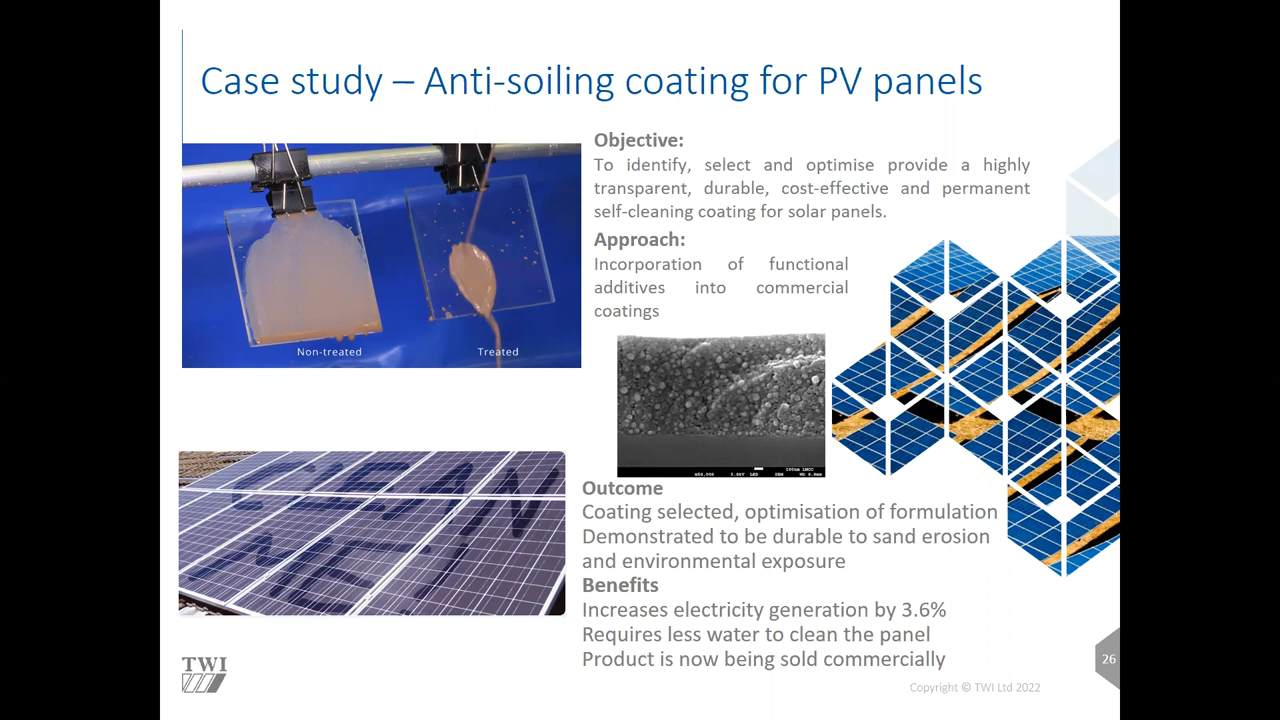 Case study – Anti-soiling coating for PV panels
Objective:
To identify, select and optimise provide a highly
transparent, durable, cost-effective and permanent
self-cleaning coating for solar panels.
Approach:
Incorporation of functional
additives into commercial
coatings
Non-treated
Treated
CLEAN
ME!
Outcome
Coating selected, optimisation of formulation
Demonstrated to be durable to sand erosion
and environmental exposure
Benefits
Increases electricity generation by 3.6%
Requires less water to clean the panel
Product is now being sold commercially
TWI
26
Copyright © TWI Ltd 2022